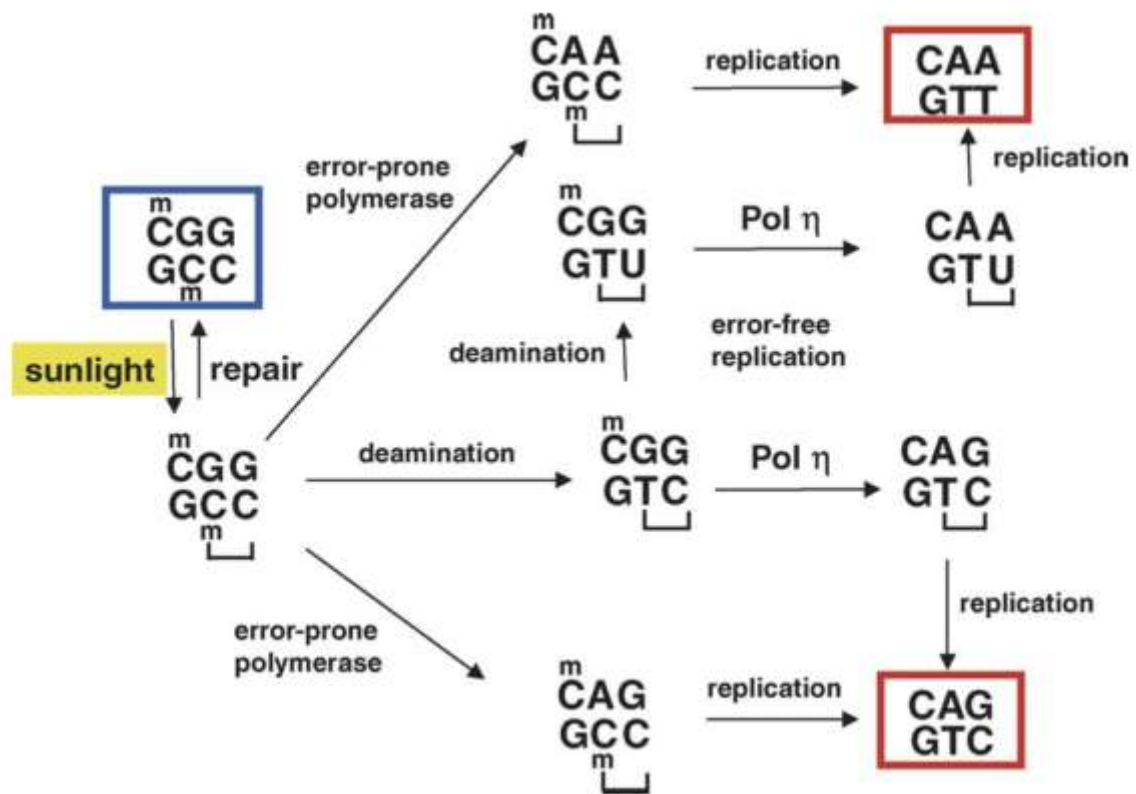 m
CAA
GCC
m
replication
CAA
GTT
error-prone
polymerase
replication
m
CGG
GCC
m
m
CGG
GTU
Pol η
CAA
GTU
sunlight
repair
deamination
error-free
replication
m
CGG
GCC
m
deamination
m
CGG
GTC
Pol η
CAG
GTC
error-prone
polymerase
replication
m
CAG
GCC
m
replication
CAG
GTC